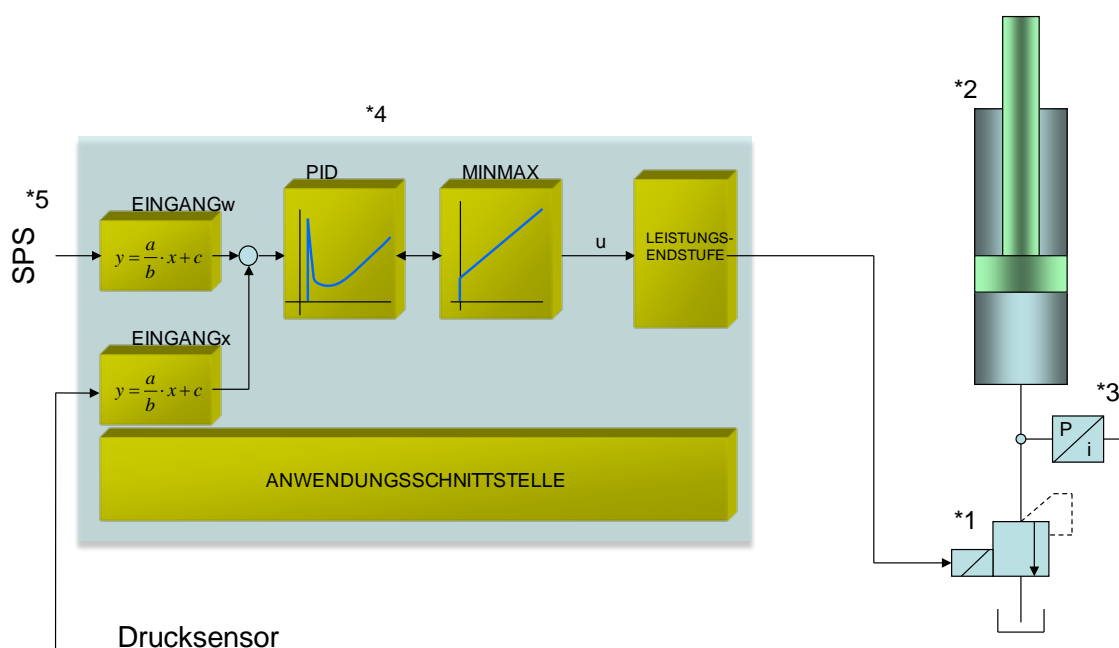 *4
*2
*5
SPS
EINGANGw
y = a/b · x + c
PID
MINMAX
u
LEISTUNGS-
ENDSTUFE
EINGANGx
y = a/b · x + c
*3
P
i
ANWENDUNGSSCHNITTSTELLE
*1
Drucksensor